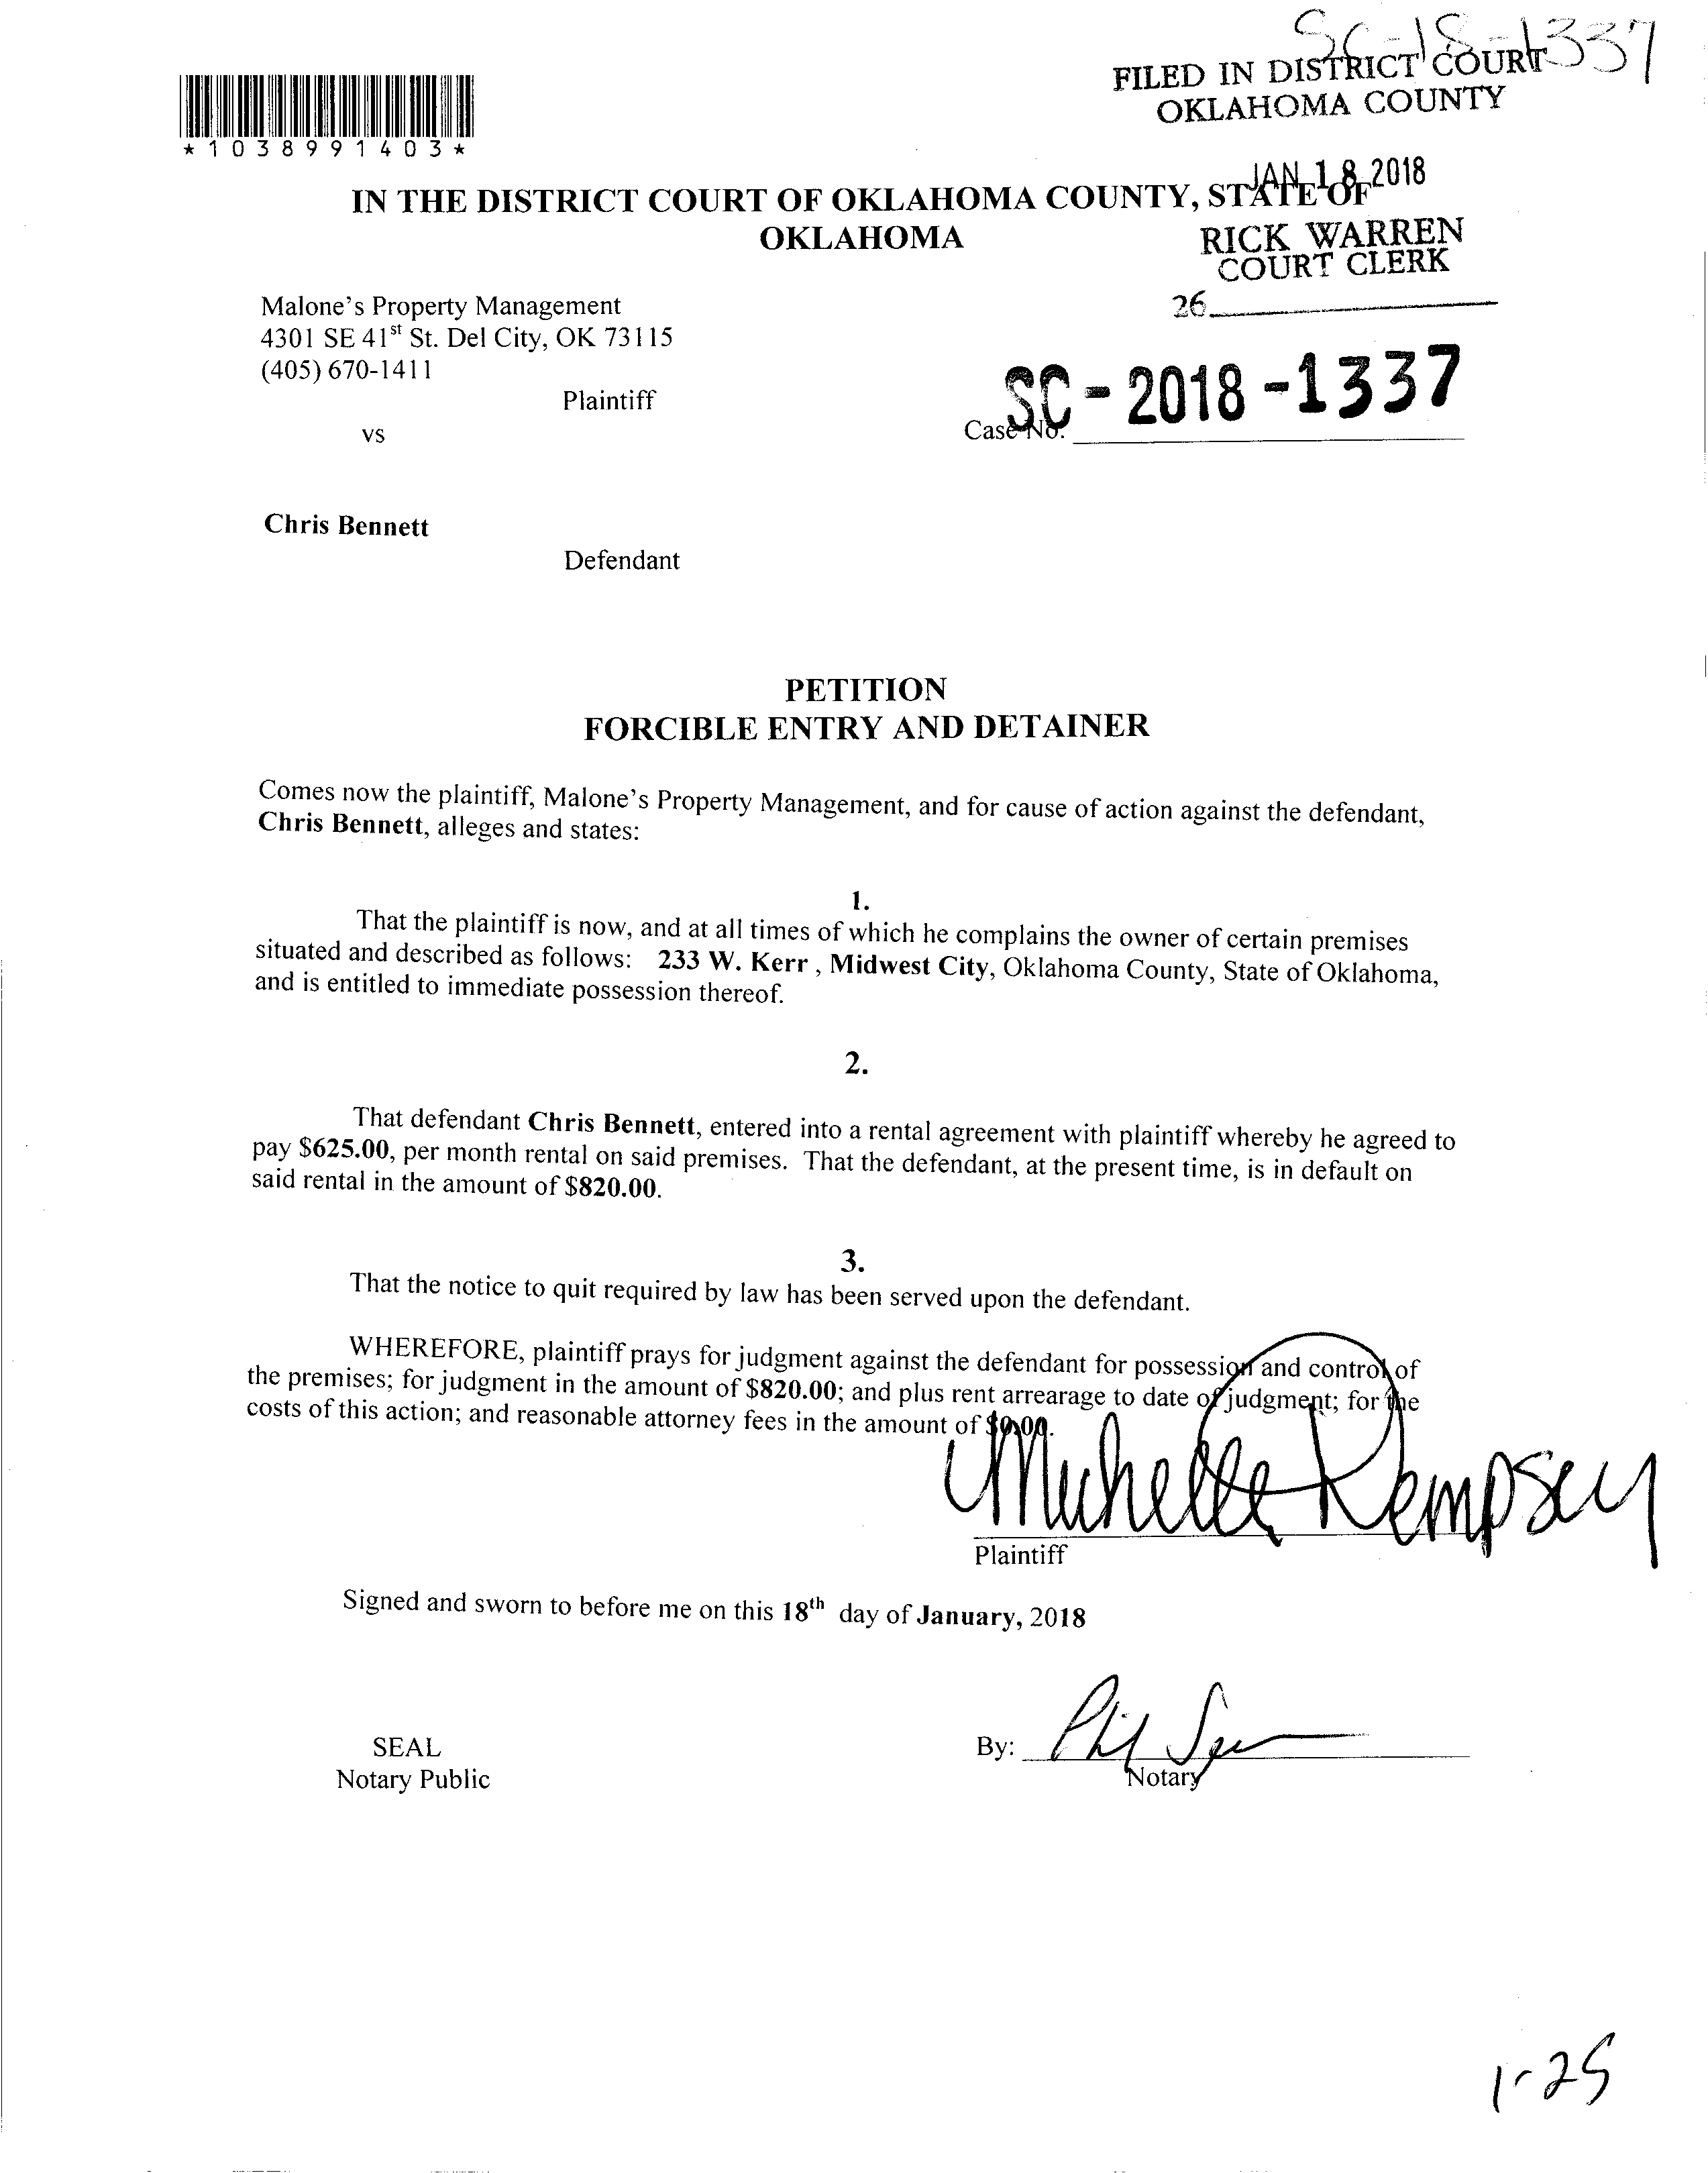 SC-18-1337
FILED IN DISTRICT COURT
OKLAHOMA COUNTY
*1038991403*
JAN 18 2018
IN THE DISTRICT COURT OF OKLAHOMA COUNTY, STATE OF
OKLAHOMA
RICK WARREN
COURT CLERK
26
Malone's Property Management
4301 SE 41st St. Del City, OK 73115
(405) 670-1411
Plaintiff
vs
SC-2018-1337
Case No.
Chris Bennett
Defendant
PETITION
FORCIBLE ENTRY AND DETAINER
Comes now the plaintiff, Malone's Property Management, and for cause of action against the defendant,
Chris Bennett, alleges and states:
1.
That the plaintiff is now, and at all times of which he complains the owner of certain premises
situated and described as follows: 233 W. Kerr , Midwest City, Oklahoma County, State of Oklahoma,
and is entitled to immediate possession thereof.
2.
That defendant Chris Bennett, entered into a rental agreement with plaintiff whereby he agreed to
pay $625.00, per month rental on said premises. That the defendant, at the present time, is in default on
said rental in the amount of $820.00.
3.
That the notice to quit required by law has been served upon the defendant.
WHEREFORE, plaintiff prays for judgment against the defendant for possession and control of
the premises; for judgment in the amount of $820.00; and plus rent arrearage to date of judgment; for the
costs of this action; and reasonable attorney fees in the amount of $0.00.
Michelle Dempsey
Plaintiff
Signed and sworn to before me on this 18th day of January, 2018
SEAL
Notary Public
By: Phil
Notary
1-25